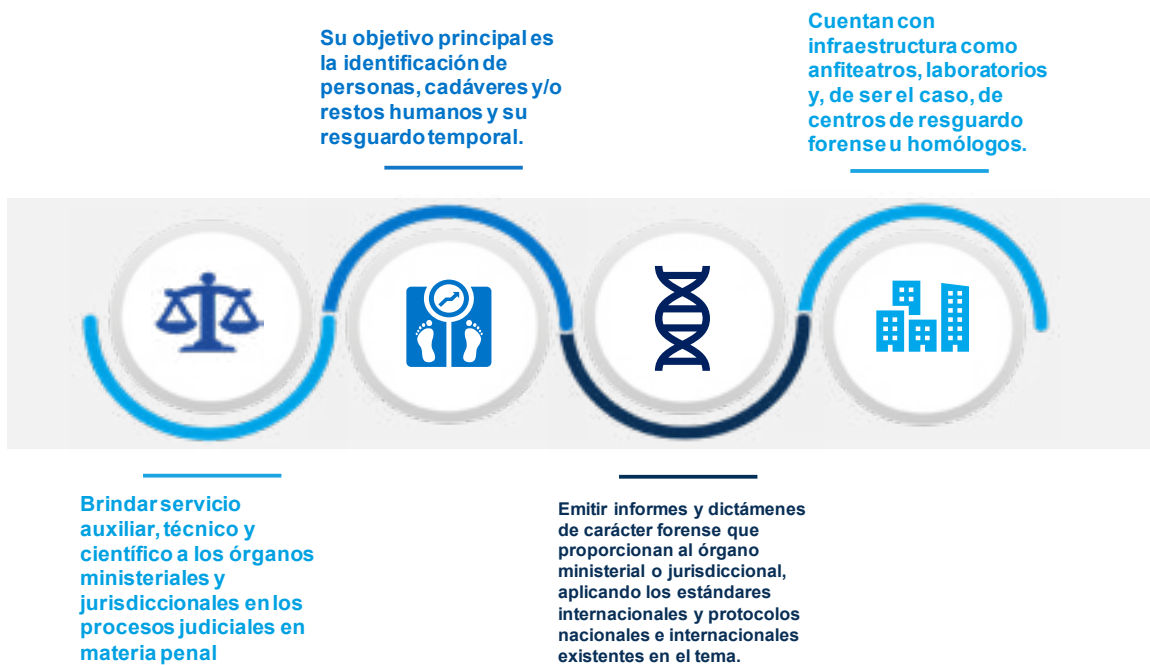 Su objetivo principal es
la identificación de
personas, cadáveres y/o
restos humanos y su
resguardo temporal.
Cuentan con
infraestructura como
anfiteatros, laboratorios
y, de ser el caso, de
centros de resguardo
forense u homólogos.
Brindar servicio
auxiliar, técnico y
científico a los órganos
ministeriales y
jurisdiccionales en los
procesos judiciales en
materia penal
Emitir informes y dictámenes
de carácter forense que
proporcionan al órgano
ministerial o jurisdiccional,
aplicando los estándares
internacionales y protocolos
nacionales e internacionales
existentes en el tema.